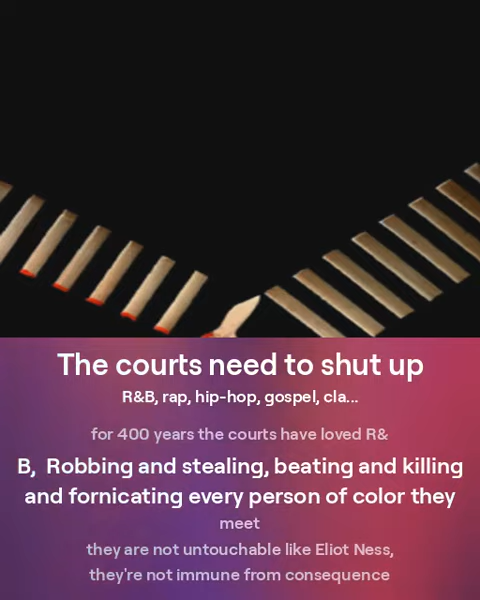 The courts need to shut up
R&B, rap, hip-hop, gospel, cla...
for 400 years the courts have loved R&
B,  Robbing and stealing, beating and killing
and fornicating every person of color they
meet
they are not untouchable like Eliot Ness,
they're not immune from consequence